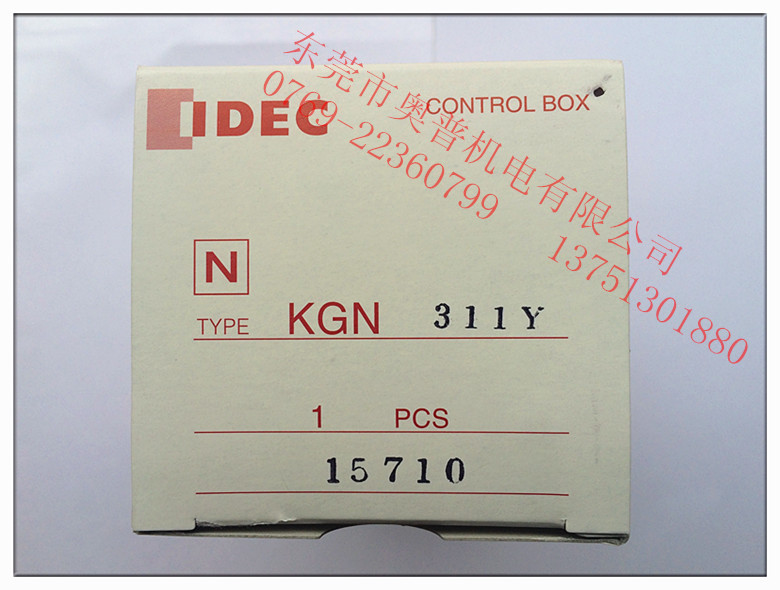 IDEC
CONTROL BOX
东莞市奥普机电有限公司
0769-22360799
13751301880
N
TYPE KGN 311Y
1 PCS
15710